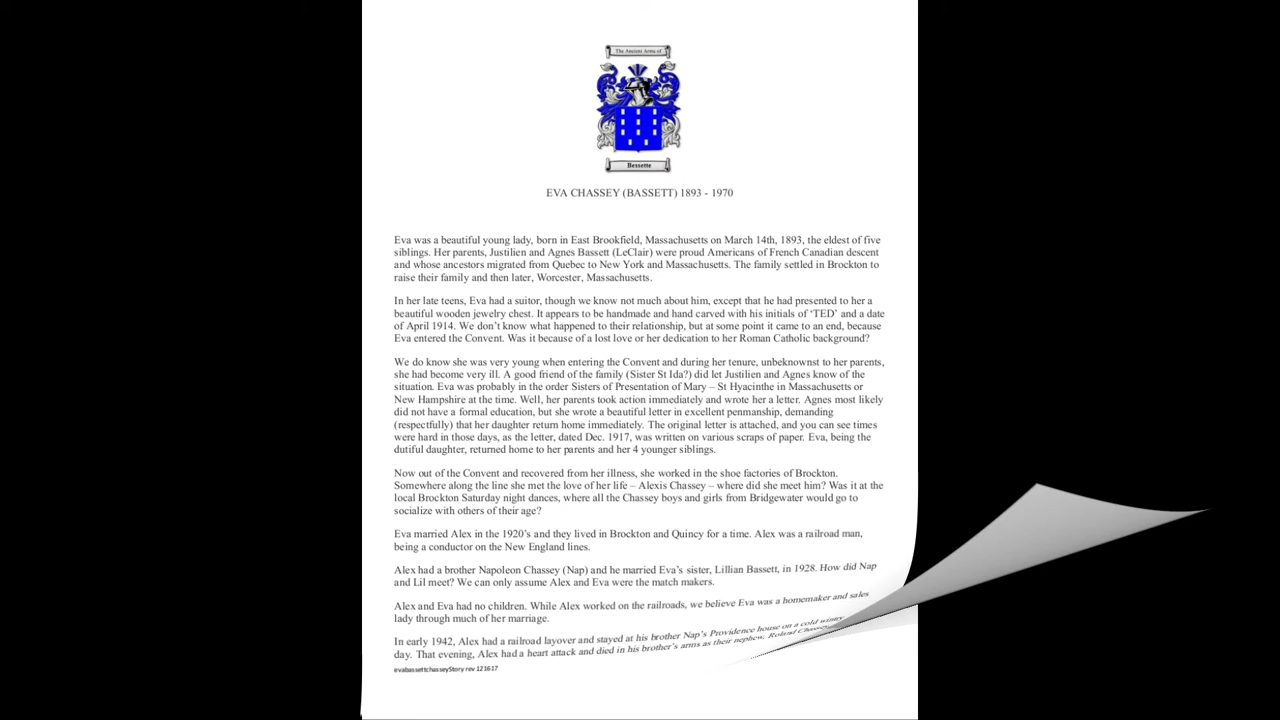 The Ancient Arms of
Bessette
EVA CHASSEY (BASSETT) 1893 - 1970
Eva was a beautiful young lady, born in East Brookfield, Massachusetts on March 14th, 1893, the eldest of five
siblings. Her parents, Justilien and Agnes Bassett (LeClair) were proud Americans of French Canadian descent
and whose ancestors migrated from Quebec to New York and Massachusetts. The family settled in Brockton to
raise their family and then later, Worcester, Massachusetts.
In her late teens, Eva had a suitor, though we know not much about him, except that he had presented to her a
beautiful wooden jewelry chest. It appears to be handmade and hand carved with his initials of ‘TED’ and a date
of April 1914. We don’t know what happened to their relationship, but at some point it came to an end, because
Eva entered the Convent. Was it because of a lost love or her dedication to her Roman Catholic background?
We do know she was very young when entering the Convent and during her tenure, unbeknownst to her parents,
she had become very ill. A good friend of the family (Sister St Ida?) did let Justilien and Agnes know of the
situation. Eva was probably in the order Sisters of Presentation of Mary – St Hyacinthe in Massachusetts or
New Hampshire at the time. Well, her parents took action immediately and wrote her a letter. Agnes most likely
did not have a formal education, but she wrote a beautiful letter in excellent penmanship, demanding
(respectfully) that her daughter return home immediately. The original letter is attached, and you can see times
were hard in those days, as the letter, dated Dec. 1917, was written on various scraps of paper. Eva, being the
dutiful daughter, returned home to her parents and her 4 younger siblings.
Now out of the Convent and recovered from her illness, she worked in the shoe factories of Brockton.
Somewhere along the line she met the love of her life – Alexis Chassey – where did she meet him? Was it at the
local Brockton Saturday night dances, where all the Chassey boys and girls from Bridgewater would go to
socialize with others of their age?
Eva married Alex in the 1920’s and they lived in Brockton and Quincy for a time. Alex was a railroad man,
being a conductor on the New England lines.
Alex had a brother Napoleon Chassey (Nap) and he married Eva’s sister, Lillian Bassett, in 1928. How did Nap
and Lil meet? We can only assume Alex and Eva were the match makers.
Alex and Eva had no children. While Alex worked on the railroads, we believe Eva was a homemaker and sales
lady through much of her marriage.
In early 1942, Alex had a railroad layover and stayed at his brother Nap’s Providence house on a cold
day. That evening, Alex had a heart attack and died in his brother’s arms as their nephew, Roland
evabassettchasseyStory rev 121617